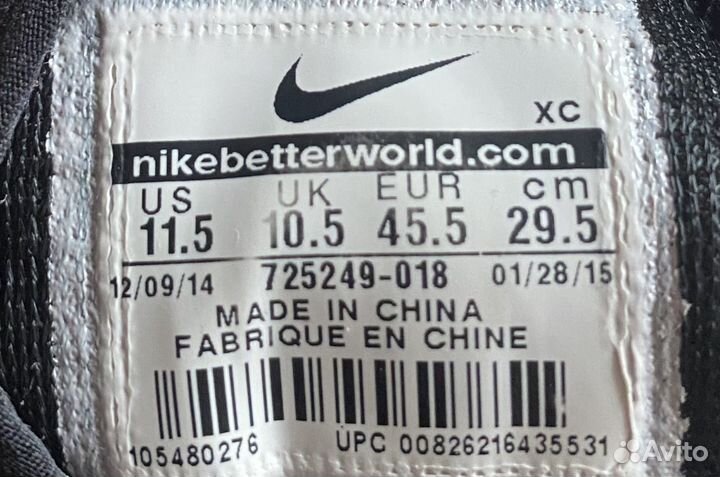 XC
nikebetterworld.com
US UK EUR cm
11.5 10.5 45.5 29.5
12/09/14 725249-018 01/28/15
MADE IN CHINA
FABRIQUE EN CHINE
105480276 UPC 00826216435531
Avito